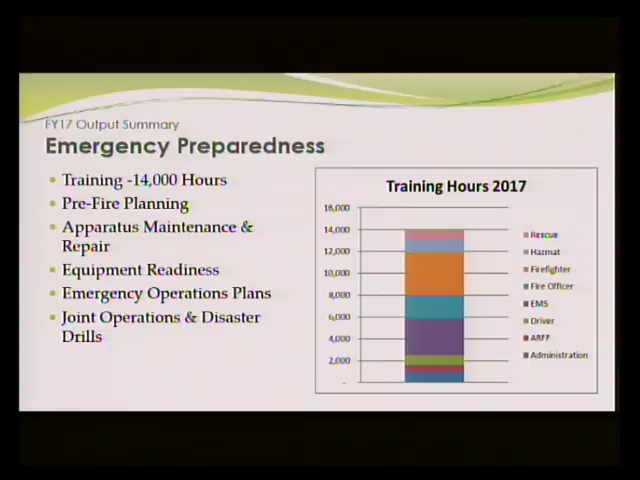 FY17 Output Summary
Emergency Preparedness
Training -14,000 Hours
Pre-Fire Planning
Apparatus Maintenance &
Repair
Equipment Readiness
Emergency Operations Plans
Joint Operations & Disaster
Drills
Training Hours 2017
16,000
14,000
12,000
10,000
8,000
6,000
4,000
2,000
-
Rescue
Hazmat
Firefighter
Fire Officer
EMS
Driver
ARFF
Administration